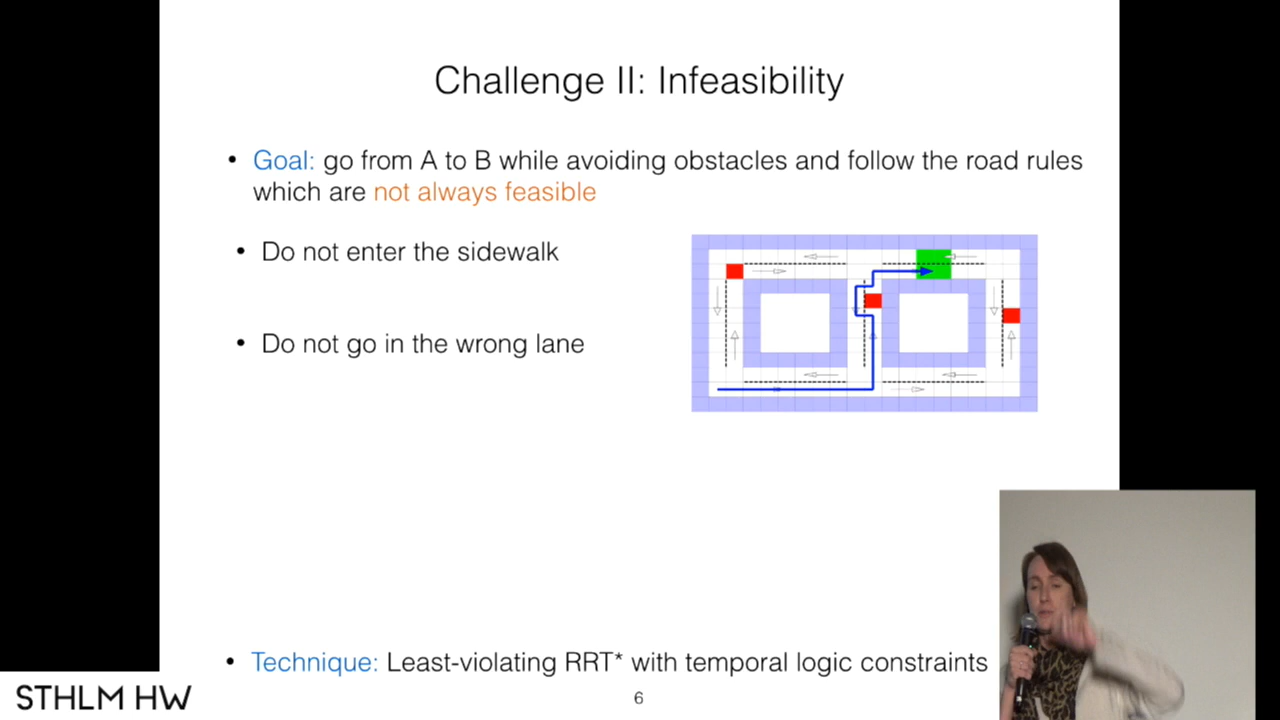 Challenge II: Infeasibility
• Goal: go from A to B while avoiding obstacles and follow the road rules
which are not always feasible
• Do not enter the sidewalk
• Do not go in the wrong lane
• Technique: Least-violating RRT* with temporal logic constraints
STHLM HW
6